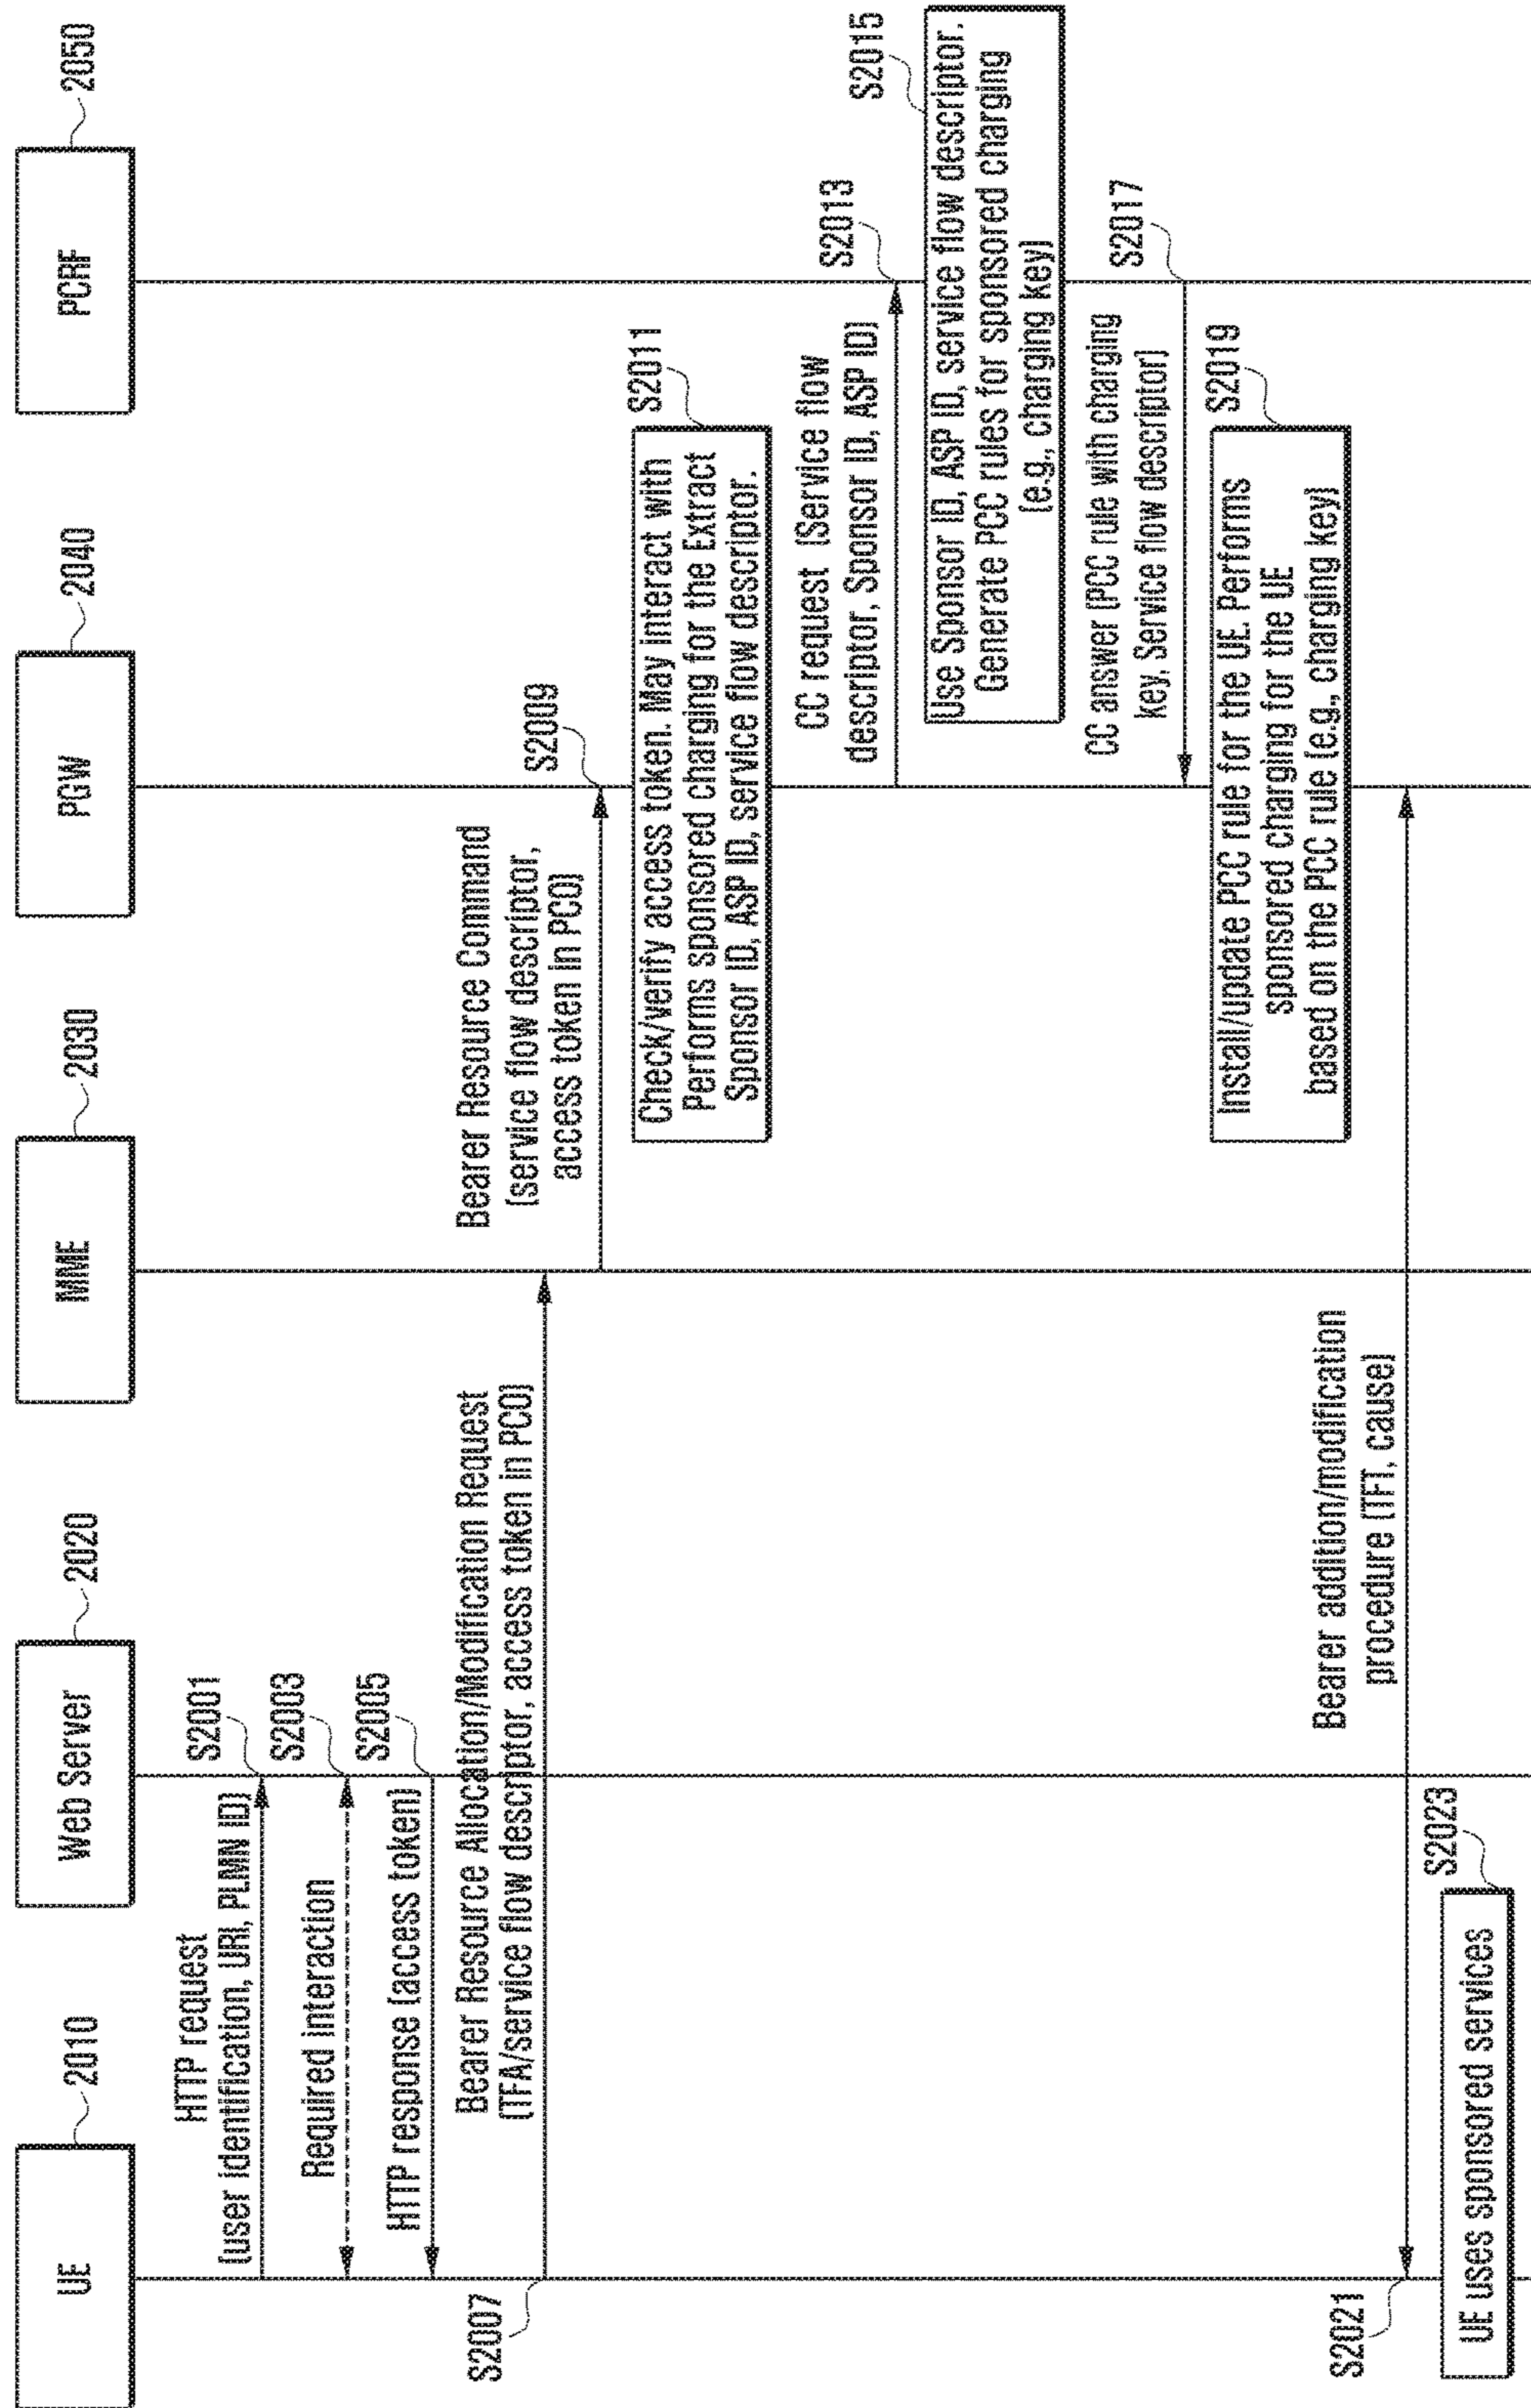 UE
2010
Web Server
2020
MME
2030
PGW
2040
PCRF
2050
HTTP request
(user identification, URI, PLMN ID)
S2001
Required interaction
S2003
HTTP response (access token)
S2005
Bearer Resource Allocation/Modification Request
(TFA/service flow descriptor, access token in PCO)
S2007
Bearer Resource Command
(service flow descriptor,
access token in PCO)
S2009
Check/verify access token. May interact with
Performs sponsored charging for the Extract
Sponsor ID, ASP ID, service flow descriptor.
S2011
CC request (Service flow
descriptor, Sponsor ID, ASP ID)
S2013
Use Sponsor ID, ASP ID, service flow descriptor.
Generate PCC rules for sponsored charging
(e.g., charging key)
S2015
CC answer (PCC rule with charging
key, Service flow descriptor)
S2017
Install/update PCC rule for the UE. Performs
sponsored charging for the UE
based on the PCC rule (e.g., charging key)
S2019
Bearer addition/modification
procedure (TFT, cause)
S2021
UE uses sponsored services
S2023